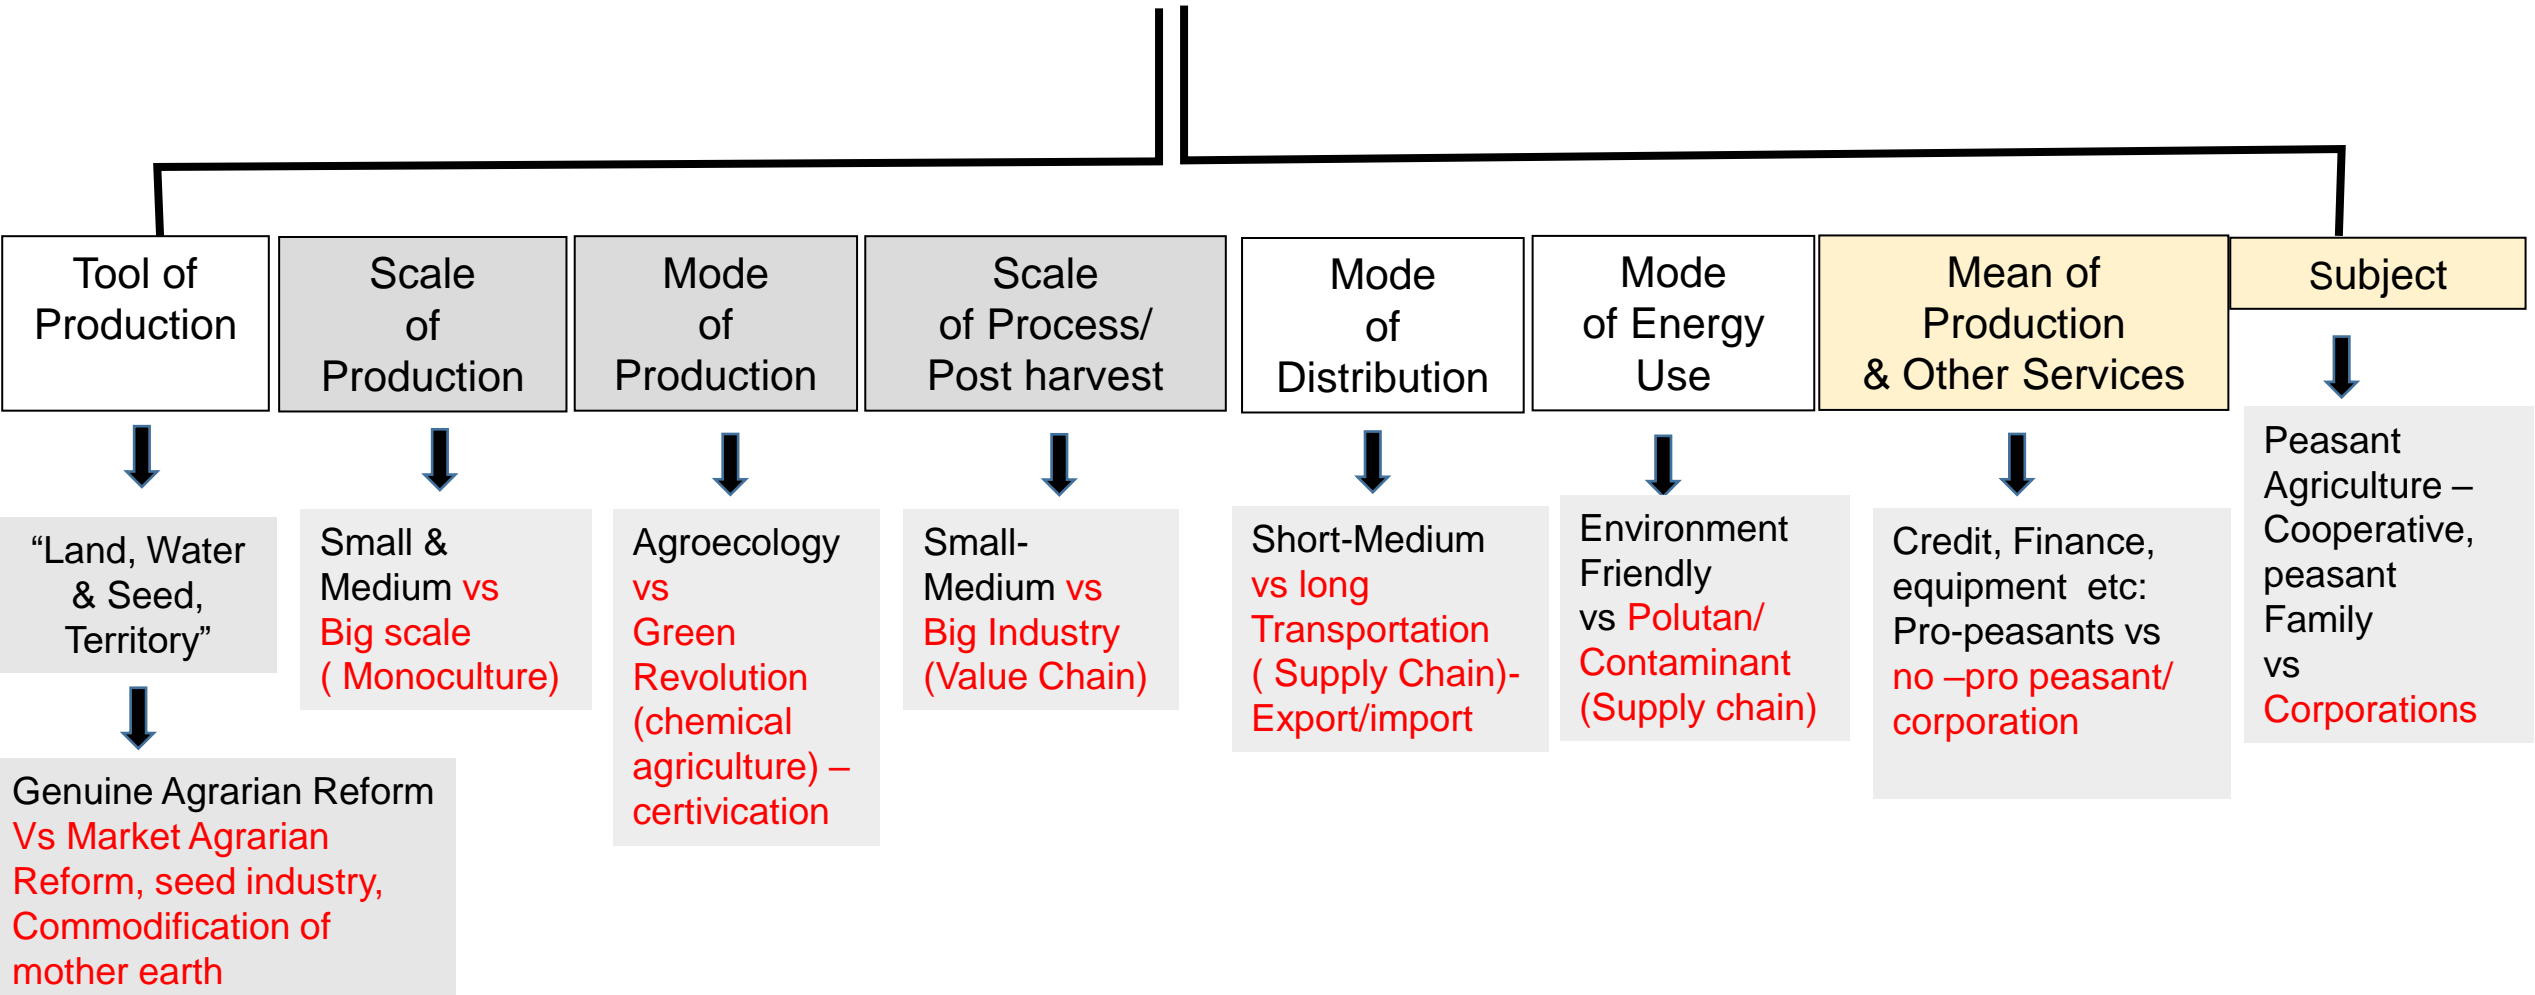 Tool of
Production
Scale
of
Production
Mode
of
Production
Scale
of Process/
Post harvest
Mode
of
Distribution
Mode
of Energy
Use
Mean of
Production
& Other Services
Subject
“Land, Water
& Seed,
Territory”
Genuine Agrarian Reform
Vs Market Agrarian
Reform, seed industry,
Commodification of
mother earth
Small &
Medium vs
Big scale
( Monoculture)
Agroecology
vs
Green
Revolution
(chemical
agriculture) –
certivication
Small-
Medium vs
Big Industry
(Value Chain)
Short-Medium
vs long
Transportation
( Supply Chain)-
Export/import
Environment
Friendly
vs Polutan/
Contaminant
(Supply chain)
Credit, Finance,
equipment  etc:
Pro-peasants vs
no –pro peasant/
corporation
Peasant
Agriculture –
Cooperative,
peasant
Family
vs
Corporations